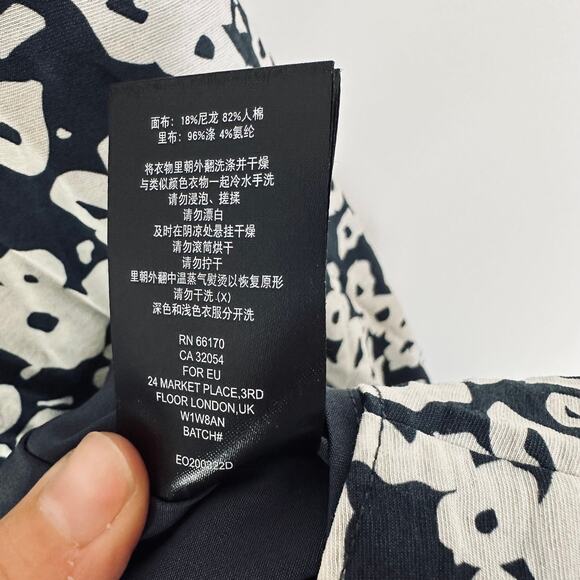 面布: 18%尼龙 82%人棉
里布: 96%涤 4%氨纶
将衣物里朝外翻洗涤并干燥
与类似颜色衣物一起冷水手洗
请勿浸泡、搓揉
请勿漂白
及时在阴凉处悬挂干燥
请勿滚筒烘干
请勿拧干
里朝外翻中温蒸气熨烫以恢复原形
请勿干洗.(X)
深色和浅色衣服分开洗
RN 66170
CA 32054
FOR EU
24 MARKET PLACE,3RD
FLOOR LONDON,UK
W1W8AN
BATCH#
EO200922D